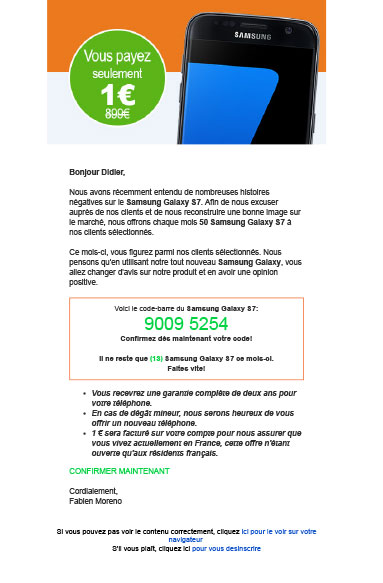 SAMSUNG
Vous payez
seulement
1€
899€
Bonjour Didier,
Nous avons récemment entendu de nombreuses histoires
négatives sur le Samsung Galaxy S7. Afin de nous excuser
auprès de nos clients et de nous reconstruire une bonne image sur
le marché, nous offrons chaque mois 50 Samsung Galaxy S7 à
nos clients sélectionnés.
Ce mois-ci, vous figurez parmi nos clients sélectionnés. Nous
pensons qu'en utilisant notre tout nouveau Samsung Galaxy, vous
allez changer d'avis sur notre produit et en avoir une opinion
positive.
Voici le code-barre du Samsung Galaxy S7:
9009 5254
Confirmez dès maintenant votre code!
Il ne reste que (13) Samsung Galaxy S7 ce mois-ci.
Faites vite!
• Vous recevrez une garantie complète de deux ans pour
votre téléphone.
• En cas de dégât mineur, nous serons heureux de vous
offrir un nouveau téléphone.
• 1 € sera facturé sur votre compte pour nous assurer que
vous vivez actuellement en France, cette offre n'étant
ouverte qu'aux résidents français.
CONFIRMER MAINTENANT
Cordialement,
Fabien Moreno
Si vous pouvez pas voir le contenu correctement, cliquez ici pour le voir sur votre
navigateur
S'il vous plaît, cliquez ici pour vous desinscrire